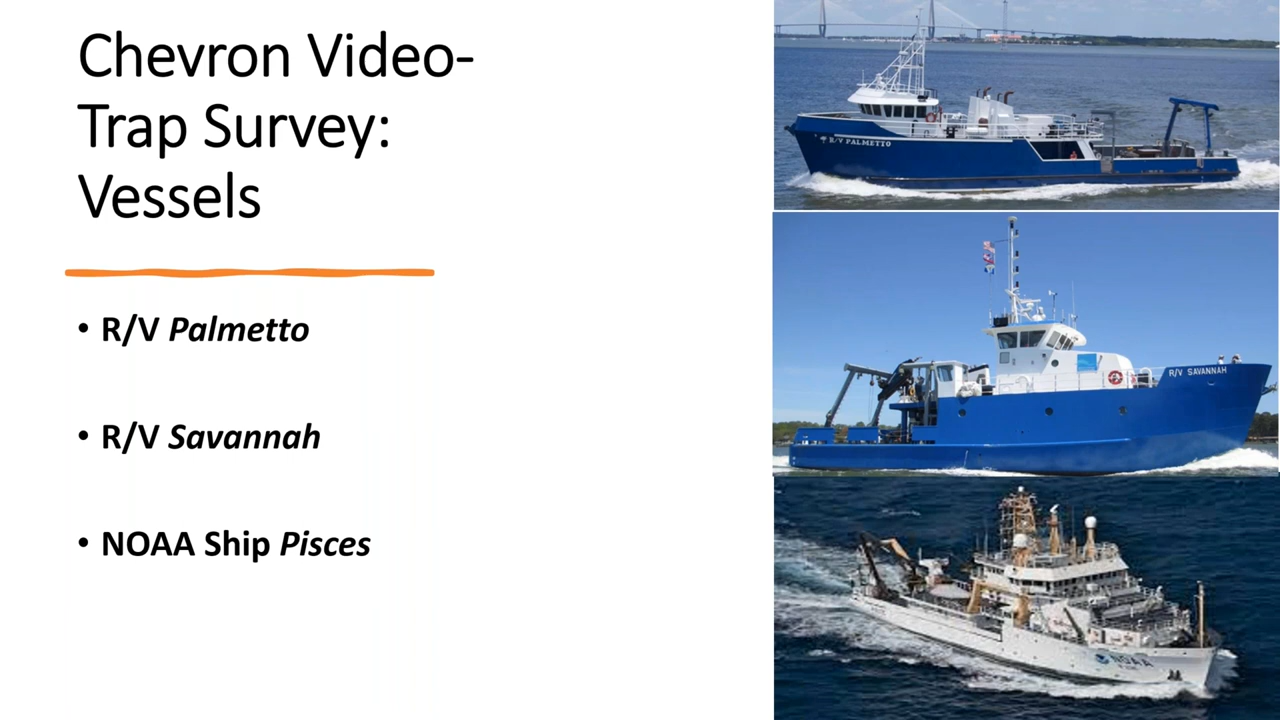 Chevron Video-
Trap Survey:
Vessels
• R/V Palmetto
• R/V Savannah
• NOAA Ship Pisces
R/V PALMETTO
R/V SAVANNAH
NOAA